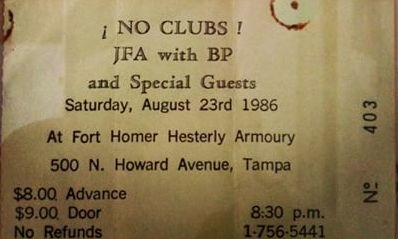 ¡ NO CLUBS !
JFA with BP
and Special Guests
Saturday, August 23rd 1986
At Fort Homer Hesterly Armoury
500 N. Howard Avenue, Tampa
$8.00 Advance
$9.00 Door 8:30 p.m.
No Refunds 1-756-5441
Nº 403